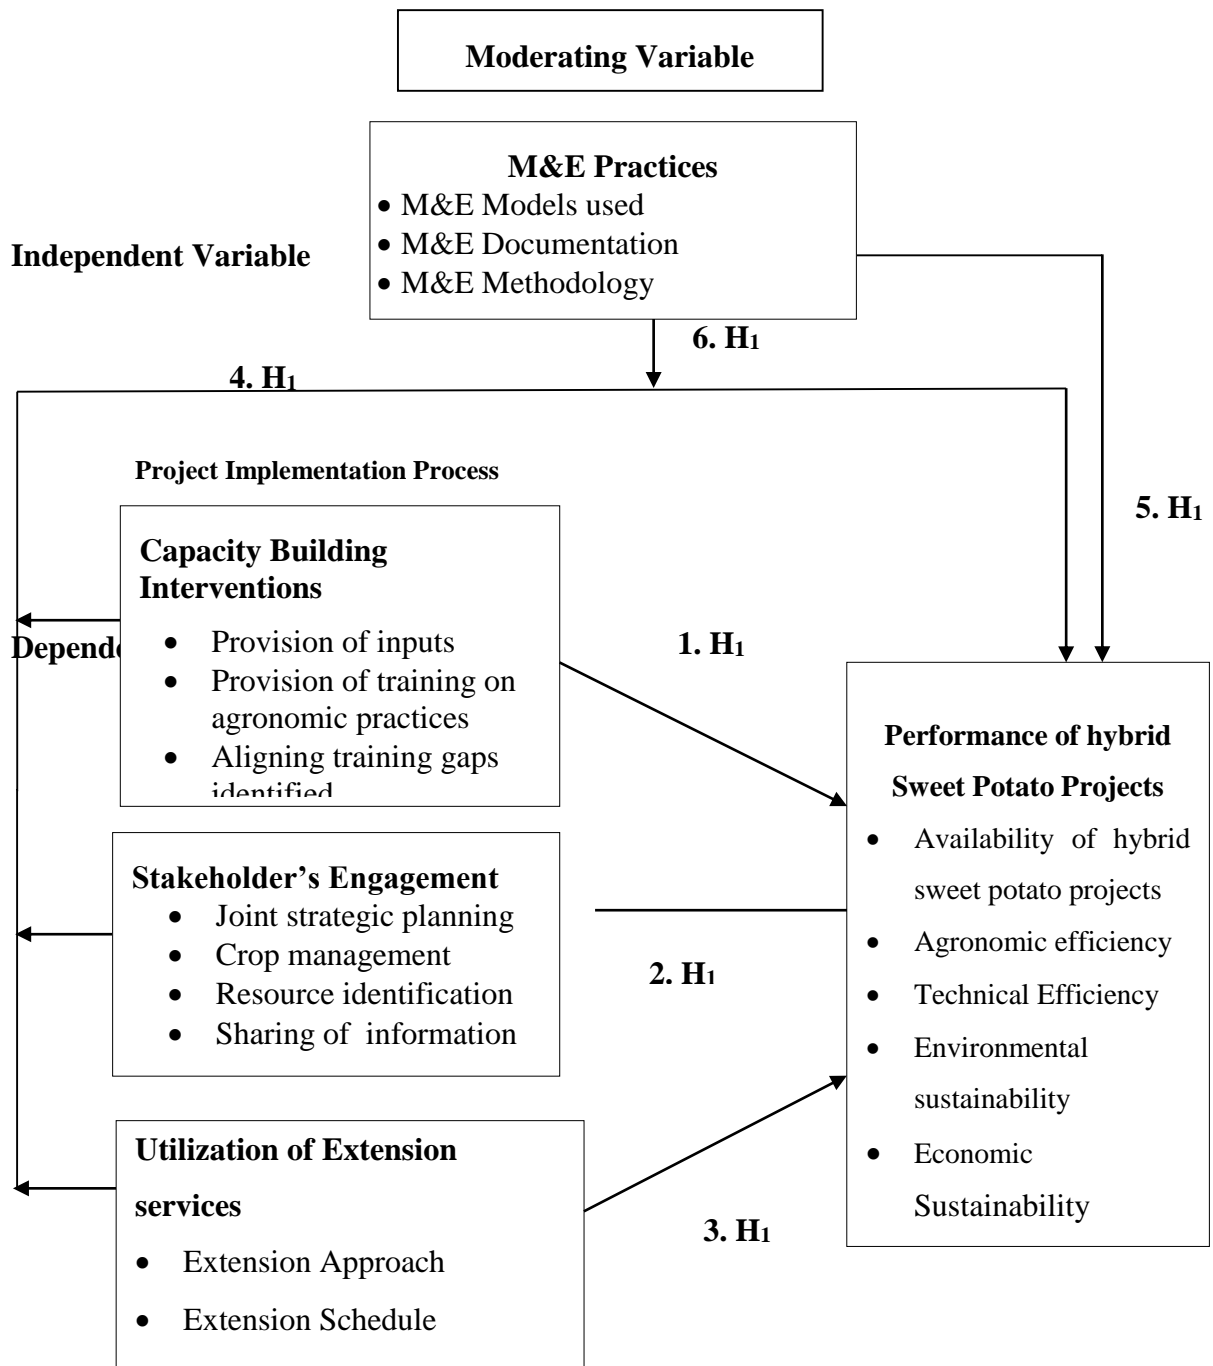 Moderating Variable
M&E Practices
• M&E Models used
• M&E Documentation
• M&E Methodology
Independent Variable
6. H1
4. H1
Project Implementation Process
5. H1
Capacity Building
Interventions
• Provision of inputs
• Provision of training on
agronomic practices
• Aligning training gaps
identified
1. H1
Performance of hybrid
Sweet Potato Projects
• Availability of hybrid
sweet potato projects
• Agronomic efficiency
• Technical Efficiency
• Environmental
sustainability
• Economic
Sustainability
Stakeholder’s Engagement
• Joint strategic planning
• Crop management
• Resource identification
• Sharing of information
2. H1
Utilization of Extension
services
• Extension Approach
• Extension Schedule
3. H1